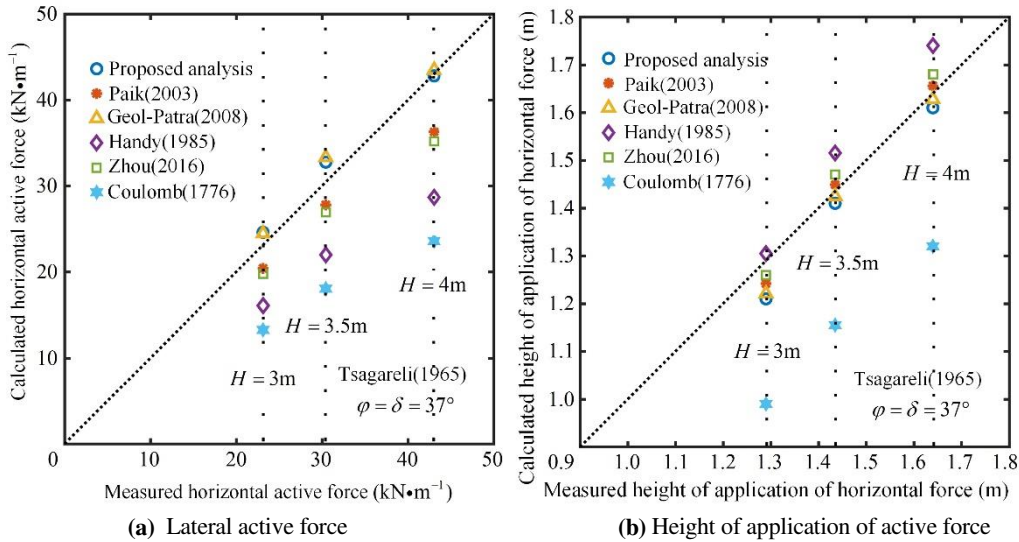 Calculated horizontal active force (kN•m⁻¹)
50
40
30
20
10
0
10
20
30
40
50
Proposed analysis
Paik(2003)
Geol-Patra(2008)
Handy(1985)
Zhou(2016)
Coulomb(1776)
H = 4m
H = 3.5m
H = 3m
Tsagareli(1965)
φ = δ = 37°
Measured horizontal active force (kN•m⁻¹)
(a) Lateral active force
Calculated height of application of horizontal force (m)
1.8
1.7
1.6
1.5
1.4
1.3
1.2
1.1
1.0
0.9
1.0
1.1
1.2
1.3
1.4
1.5
1.6
1.7
1.8
Proposed analysis
Paik(2003)
Geol-Patra(2008)
Handy(1985)
Zhou(2016)
Coulomb(1776)
H = 4m
H = 3.5m
H = 3m
Tsagareli(1965)
φ = δ = 37°
Measured height of application of horizontal force (m)
(b) Height of application of active force